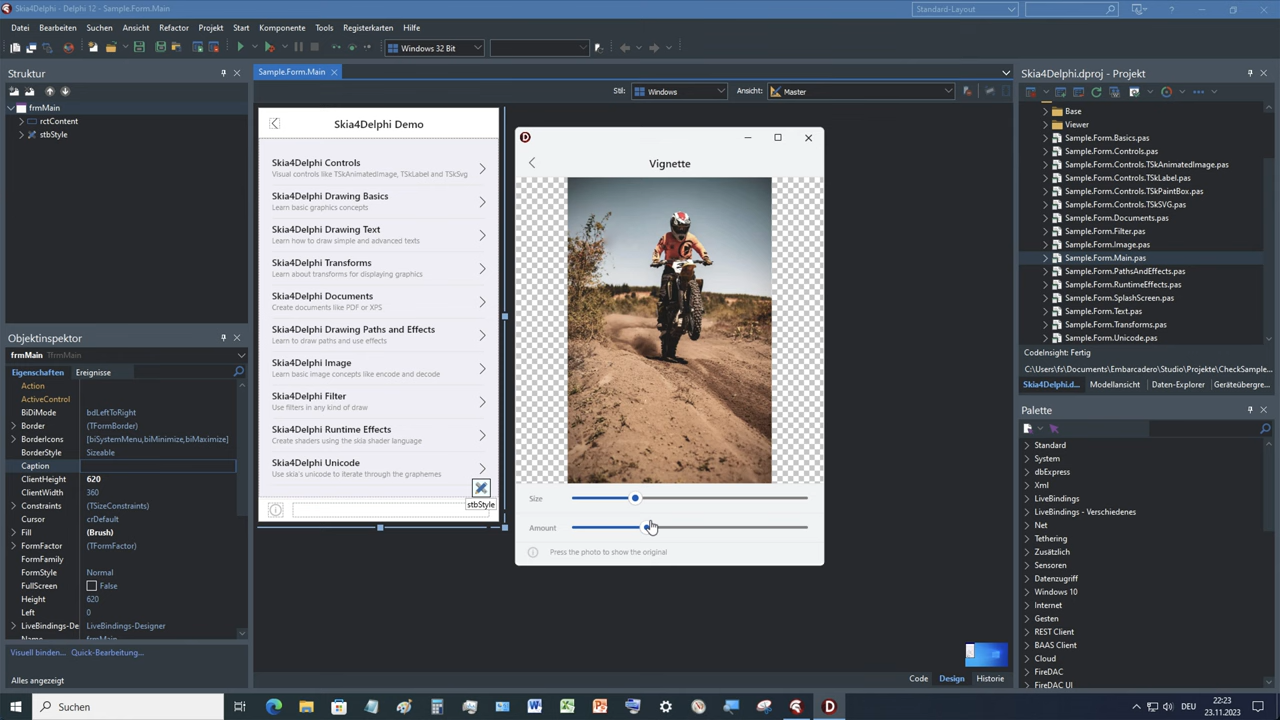 Skia4Delphi - Delphi 12 - Sample.Form.Main
Standard-Layout
Datei Bearbeiten Suchen Ansicht Refactor Projekt Start Komponente Tools Registerkarten Hilfe
Windows 32 Bit
Struktur
frmMain
rctContent
stbStyle
Objektinspektor
frmMain TfrmMain
Eigenschaften Ereignisse
Action
ActiveControl
BiDiMode bdLeftToRight
Border (TFormBorder)
BorderIcons [biSystemMenu,biMinimize,biMaximize]
BorderStyle Sizeable
Caption
ClientHeight 620
ClientWidth 360
Constraints (TSizeConstraints)
Cursor crDefault
Fill (Brush)
FormFactor (TFormFactor)
FormFamily
FormStyle Normal
FullScreen False
Height 620
Left 0
LiveBindings-De LiveBindings-Designer
Name frmMain
Visuell binden... Quick-Bearbeitung...
Alles angezeigt
Sample.Form.Main
Stil: Windows
Ansicht: Master
Skia4Delphi Demo
Skia4Delphi Controls
Visual controls like TSkAnimatedImage, TSkLabel and TSkSvg
Skia4Delphi Drawing Basics
Learn basic graphics concepts
Skia4Delphi Drawing Text
Learn how to draw simple and advanced texts
Skia4Delphi Transforms
Learn about transforms for displaying graphics
Skia4Delphi Documents
Create documents like PDF or XPS
Skia4Delphi Drawing Paths and Effects
Learn to draw paths and use effects
Skia4Delphi Image
Learn basic image concepts like encode and decode
Skia4Delphi Filter
Use filters in any kind of draw
Skia4Delphi Runtime Effects
Create shaders using the skia shader language
Skia4Delphi Unicode
Use skia's unicode to iterate through the graphemes
stbStyle
Vignette
Size
Amount
Press the photo to show the original
Code Design Historie
Skia4Delphi.dproj - Projekt
Base
Viewer
Sample.Form.Basics.pas
Sample.Form.Controls.pas
Sample.Form.Controls.TSkAnimatedImage.pas
Sample.Form.Controls.TSkLabel.pas
Sample.Form.Controls.TSkPaintBox.pas
Sample.Form.Controls.TSkSVG.pas
Sample.Form.Documents.pas
Sample.Form.Filter.pas
Sample.Form.Image.pas
Sample.Form.Main.pas
Sample.Form.PathsAndEffects.pas
Sample.Form.RuntimeEffects.pas
Sample.Form.SplashScreen.pas
Sample.Form.Text.pas
Sample.Form.Transforms.pas
Sample.Form.Unicode.pas
CodeInsight: Fertig
C:\Users\fs\Documents\Embarcadero\Studio\Projekte\CheckSample
Skia4Delphi.d... Modellansicht Daten-Explorer Geräteübergre...
Palette
Standard
System
dbExpress
Xml
LiveBindings
LiveBindings - Verschiedenes
Net
Tethering
Zusätzlich
Sensoren
Datenzugriff
Windows 10
Internet
Gesten
REST Client
BAAS Client
Cloud
FireDAC
FireDAC UI
Suchen
DEU
22:23
23.11.2023